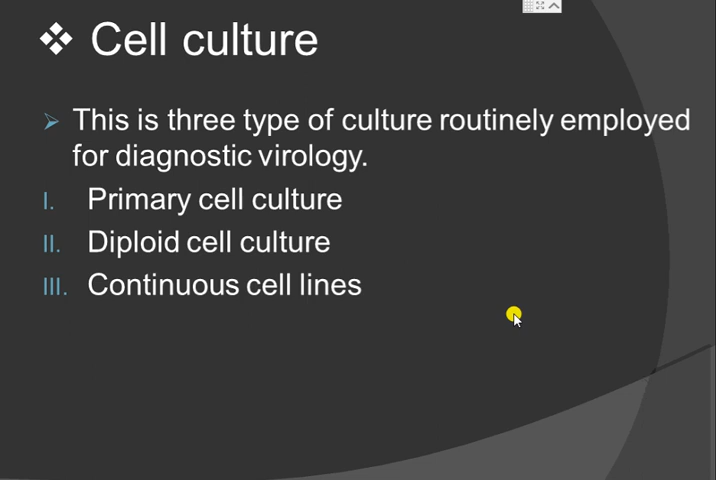 Cell culture
This is three type of culture routinely employed
for diagnostic virology.
I. Primary cell culture
II. Diploid cell culture
III. Continuous cell lines